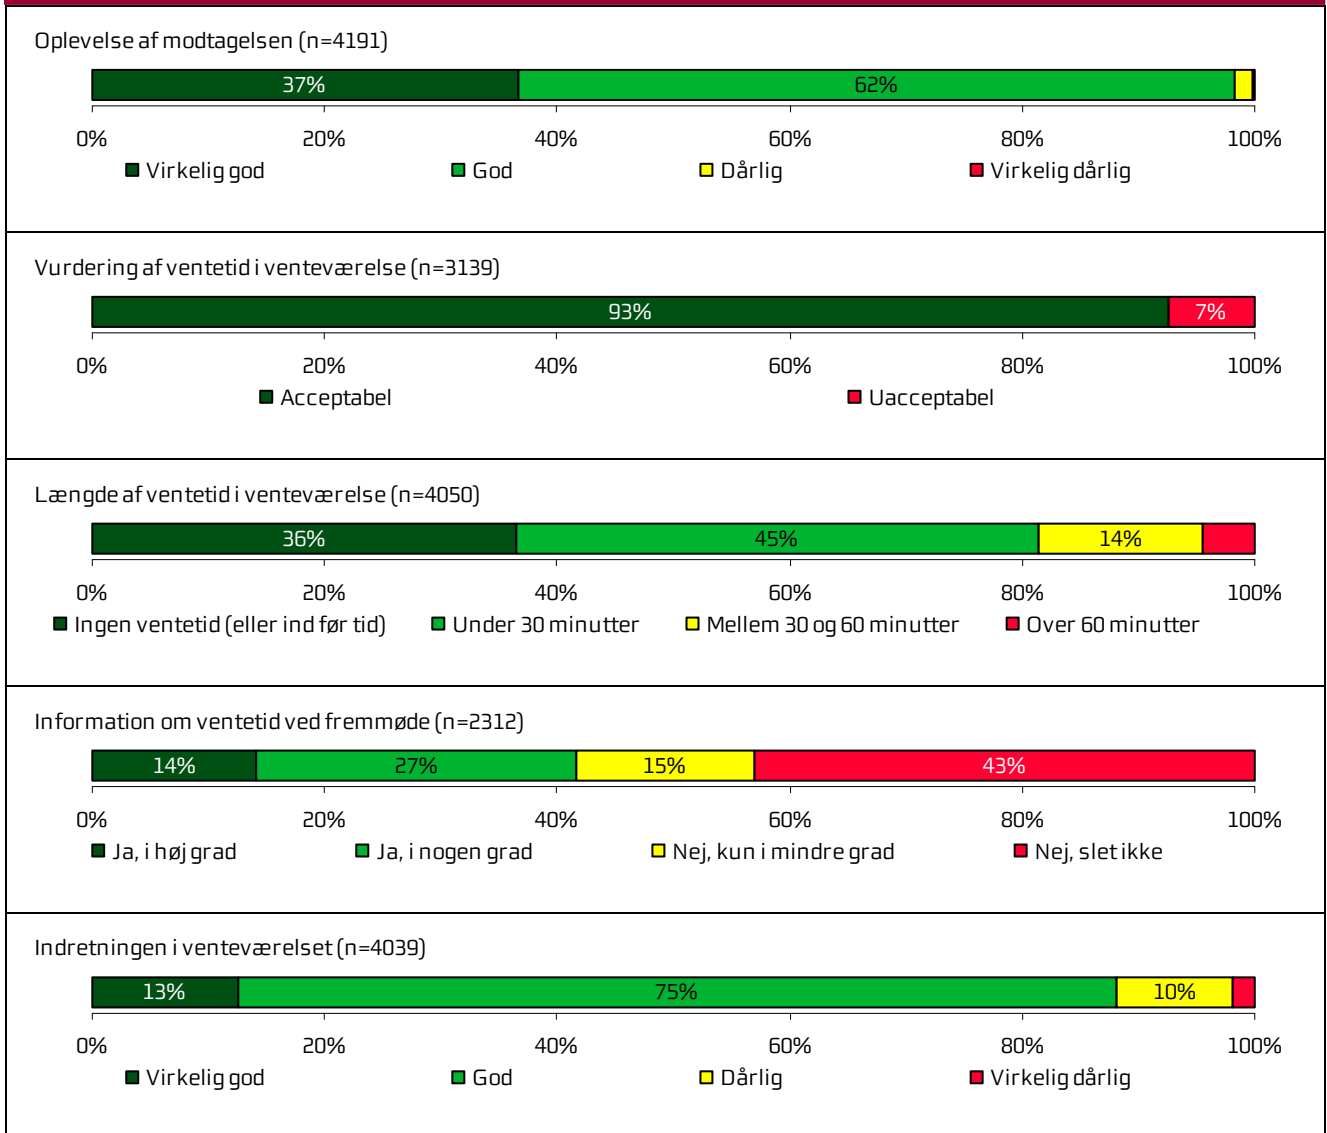 Oplevelse af modtagelsen (n=4191)
37% 62%
0% 20% 40% 60% 80% 100%
Virkelig god God Dårlig Virkelig dårlig
Vurdering af ventetid i venteværelse (n=3139)
93% 7%
0% 20% 40% 60% 80% 100%
Acceptabel Uacceptabel
Længde af ventetid i venteværelse (n=4050)
36% 45% 14%
0% 20% 40% 60% 80% 100%
Ingen ventetid (eller ind før tid) Under 30 minutter Mellem 30 og 60 minutter Over 60 minutter
Information om ventetid ved fremmøde (n=2312)
14% 27% 15% 43%
0% 20% 40% 60% 80% 100%
Ja, i høj grad Ja, i nogen grad Nej, kun i mindre grad Nej, slet ikke
Indretningen i venteværelset (n=4039)
13% 75% 10%
0% 20% 40% 60% 80% 100%
Virkelig god God Dårlig Virkelig dårlig